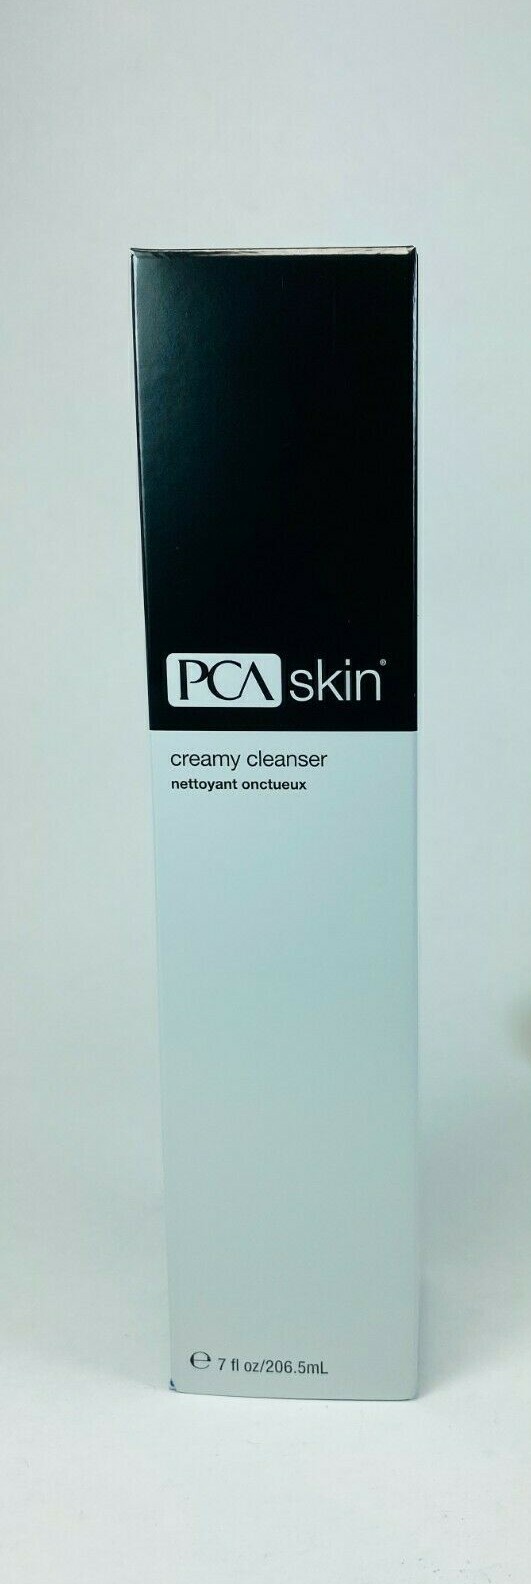 PCA skin®
creamy cleanser
nettoyant onctueux
℮ 7 fl oz/206.5mL